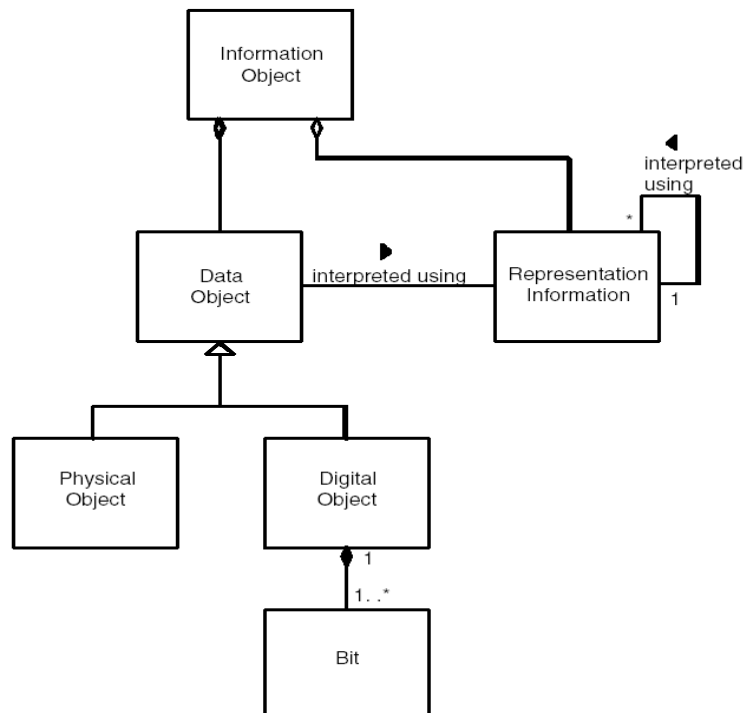 Information
Object
interpreted
using
*
1
Data
Object
interpreted using
Representation
Information
Physical
Object
Digital
Object
1
1..*
Bit